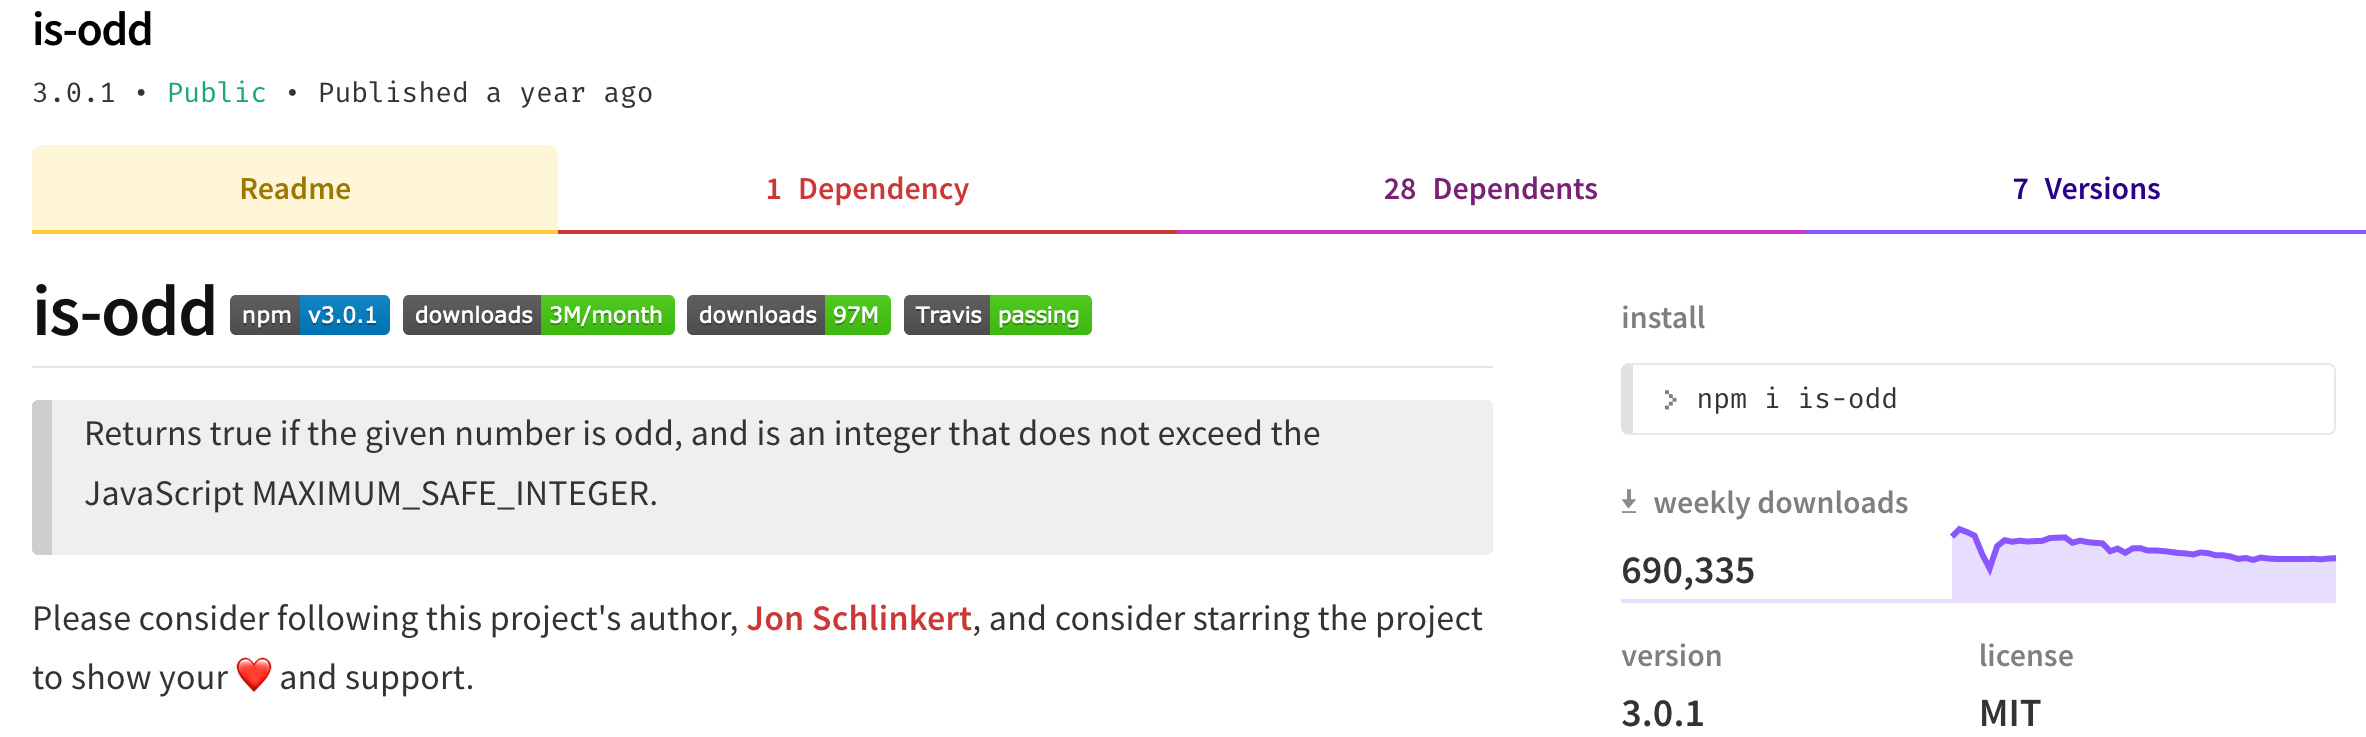 is-odd
3.0.1 • Public • Published a year ago
Readme
1 Dependency
28 Dependents
7 Versions
is-odd npm v3.0.1 downloads 3M/month downloads 97M Travis passing
Returns true if the given number is odd, and is an integer that does not exceed the
JavaScript MAXIMUM_SAFE_INTEGER.
Please consider following this project's author, Jon Schlinkert, and consider starring the project
to show your ❤️ and support.
install
npm i is-odd
weekly downloads
690,335
version
3.0.1
license
MIT